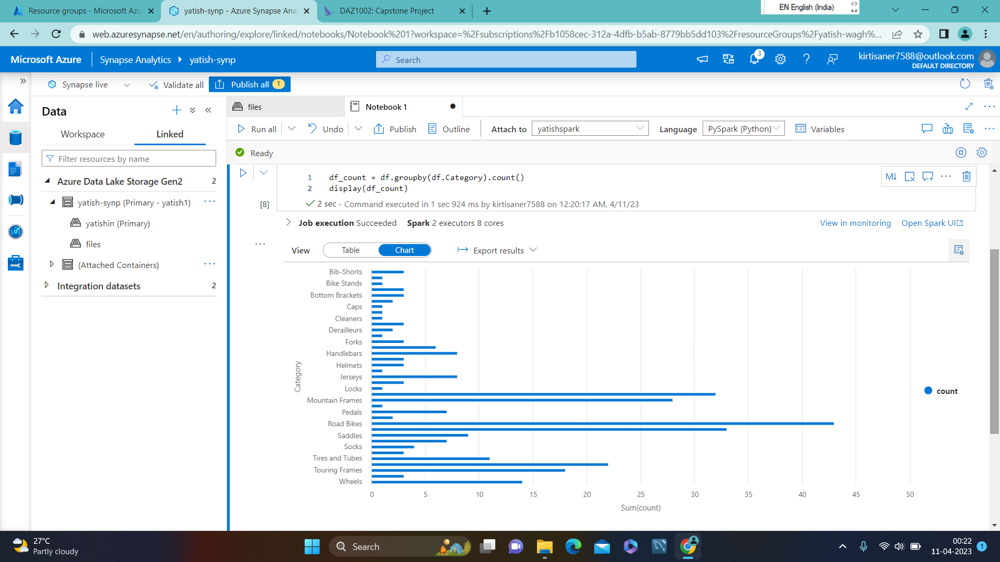 Resource groups - Microsoft Azu
yatish-synp - Azure Synapse Anal
DAZ1002: Capstone Project
EN English (India)
web.azuresynapse.net/en/authoring/explore/linked/notebooks/Notebook%201?workspace=%2Fsubscriptions%2Fb1058cec-312a-4dfb-b5ab-8779bb5dd103%2FresourceGroups%2Fyatish-wagh%...
Microsoft Azure
Synapse Analytics
yatish-synp
Search
3
kirtisaner7588@outlook.com
DEFAULT DIRECTORY
Synapse live
Validate all
Publish all 1
Data
Workspace
Linked
Filter resources by name
Azure Data Lake Storage Gen2 2
yatish-synp (Primary - yatish1)
yatishin (Primary)
files
(Attached Containers)
Integration datasets 2
files
Notebook 1
Run all
Undo
Publish
Outline
Attach to
yatishspark
Language
PySpark (Python)
Variables
Ready
1 df_count = df.groupby(df.Category).count()
2 display(df_count)
M↓
[8]
2 sec - Command executed in 1 sec 924 ms by kirtisaner7588 on 12:20:17 AM, 4/11/23
Job execution Succeeded Spark 2 executors 8 cores
View in monitoring
Open Spark UI
View
Table
Chart
Export results
Bib-Shorts
Bike Stands
Bottom Brackets
Caps
Cleaners
Derailleurs
Forks
Handlebars
Helmets
Jerseys
Locks
Mountain Frames
Pedals
Road Bikes
Saddles
Socks
Tires and Tubes
Touring Frames
Wheels
Category
count
0 5 10 15 20 25 30 35 40 45 50
Sum(count)
27°C
Partly cloudy
Search
00:22
11-04-2023
1